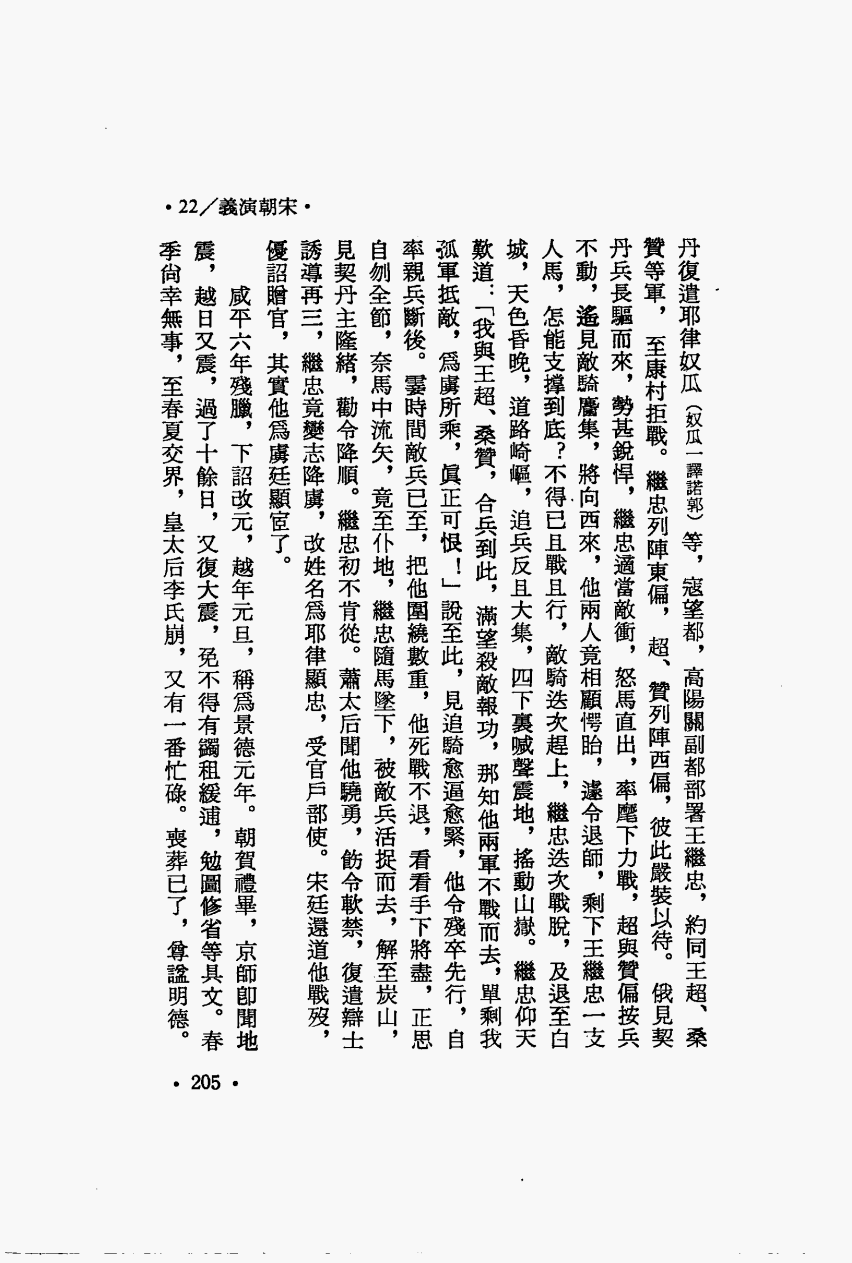 •22／義演朝宋•
丹復遣耶律奴瓜（奴瓜一譯諾郭）等，寇望都，高陽關副都部署王繼忠，約同王超、桑
贊等軍，至康村拒戰。繼忠列陣東偏，超、贊列陣西偏，彼此嚴裝以待。俄見契
丹兵長驅而來，勢甚銳悍，繼忠適當敵衝，怒馬直出，率麾下力戰，超與贊偏按兵
不動，遙見敵騎麕集，將向西來，他兩人竟相顧愕眙，遽令退師，剩下王繼忠一支
人馬，怎能支撐到底？不得已且戰且行，敵騎迭次趕上，繼忠迭次戰脫，及退至白
城，天色昏晚，道路崎嶇，追兵反且大集，四下裏喊聲震地，搖動山嶽。繼忠仰天
歎道：「我與王超、桑贊，合兵到此，滿望殺敵報功，那知他兩軍不戰而去，單剩我
孤軍抵敵，爲虜所乘，眞正可恨！」說至此，見追騎愈逼愈緊，他令殘卒先行，自
率親兵斷後。霎時間敵兵已至，把他圍繞數重，他死戰不退，看看手下將盡，正思
自刎全節，奈馬中流矢，竟至仆地，繼忠隨馬墜下，被敵兵活捉而去，解至炭山，
見契丹主隆緒，勸令降順。繼忠初不肯從。蕭太后聞他驍勇，飭令軟禁，復遣辯士
誘導再三，繼忠竟變志降虜，改姓名爲耶律顯忠，受官戶部使。宋廷還道他戰歿，
優詔贈官，其實他爲虜廷顯宦了。
咸平六年殘臘，下詔改元，越年元旦，稱爲景德元年。朝賀禮畢，京師卽聞地
震，越日又震，過了十餘日，又復大震，免不得有蠲租緩逋，勉圖修省等具文。春
季尙幸無事，至春夏交界，皇太后李氏崩，又有一番忙碌。喪葬已了，尊諡明德。
•205•